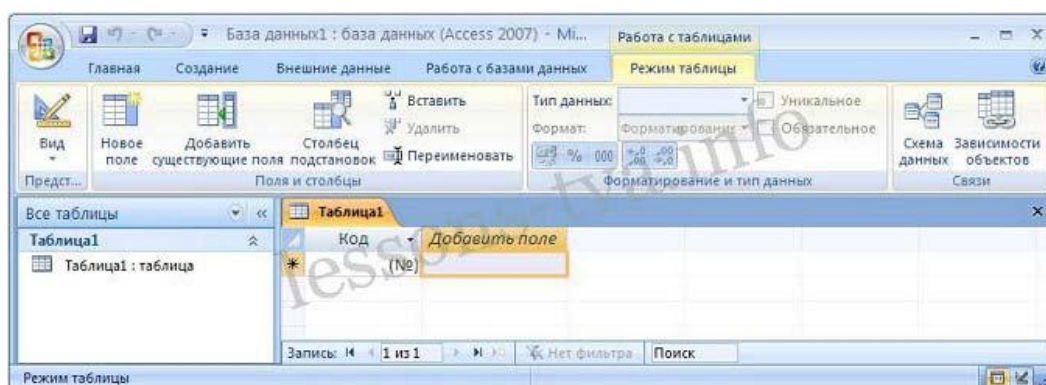 База данных1 : база данных (Access 2007) - Mi... Работа с таблицами
Главная Создание Внешние данные Работа с базами данных Режим таблицы
Вид
Новое поле
Добавить существующие поля
Столбец подстановок
Вставить
Удалить
Переименовать
Тип данных:
Формат: Форматирование
% 000
Уникальное
Обязательное
Схема данных
Зависимости объектов
Предст... Поля и столбцы Форматирование и тип данных Связи
Все таблицы
Таблица1
Таблица1 : таблица
Таблица1
Код Добавить поле
(№)
Запись: 1 из 1 Нет фильтра Поиск
Режим таблицы
lessons-tva.info